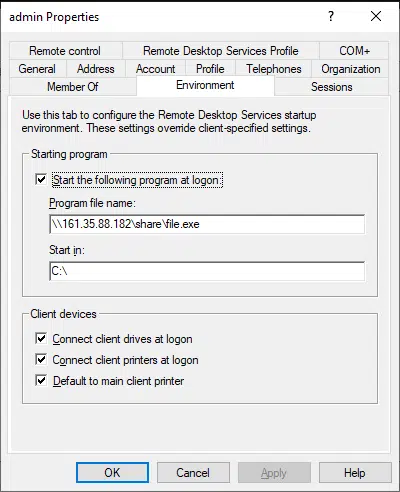 admin Properties
Remote control Remote Desktop Services Profile COM+
General Address Account Profile Telephones Organization
Member Of Environment Sessions
Use this tab to configure the Remote Desktop Services startup
environment. These settings override client-specified settings.
Starting program
Start the following program at logon:
Program file name:
\\161.35.88.182\share\file.exe
Start in:
C:\
Client devices
Connect client drives at logon
Connect client printers at logon
Default to main client printer
OK Cancel Apply Help